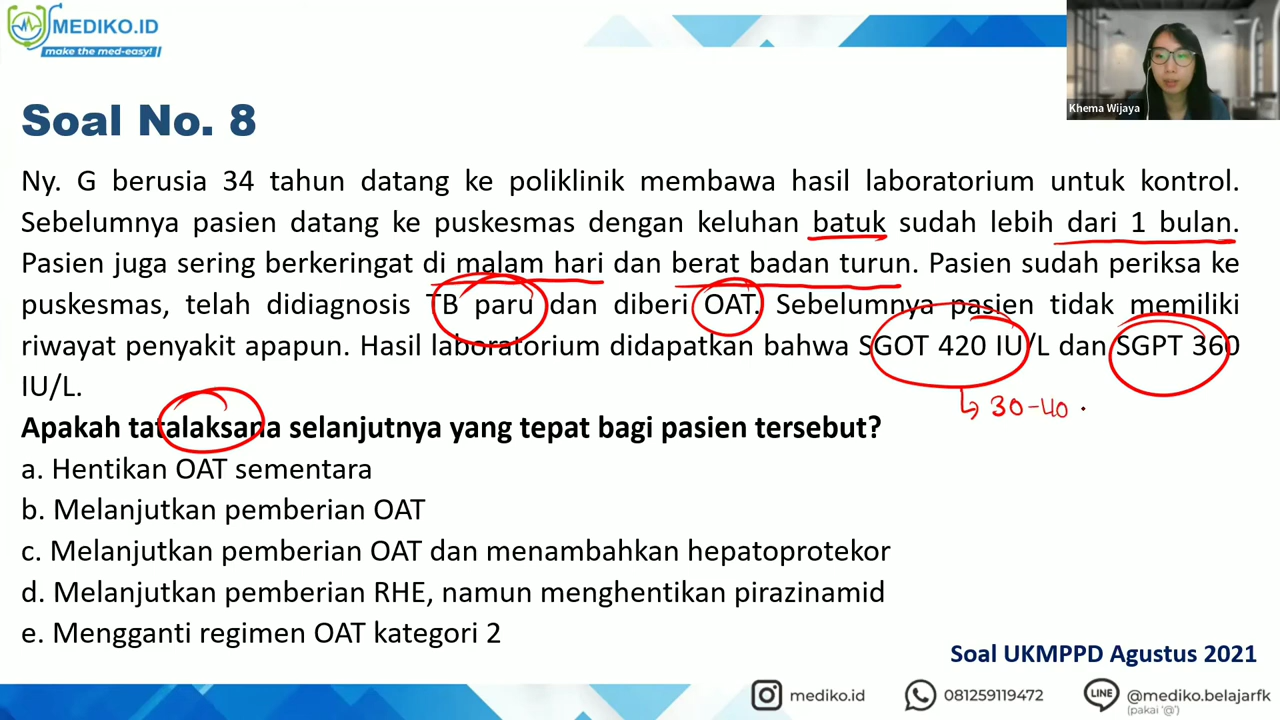 MEDIKO.ID
make the med-easy!
Khema Wijaya
Soal No. 8
Ny. G berusia 34 tahun datang ke poliklinik membawa hasil laboratorium untuk kontrol.
Sebelumnya pasien datang ke puskesmas dengan keluhan batuk sudah lebih dari 1 bulan.
Pasien juga sering berkeringat di malam hari dan berat badan turun. Pasien sudah periksa ke
puskesmas, telah didiagnosis TB paru dan diberi OAT. Sebelumnya pasien tidak memiliki
riwayat penyakit apapun. Hasil laboratorium didapatkan bahwa SGOT 420 IU/L dan SGPT 360
IU/L.
30-40
Apakah tatalaksana selanjutnya yang tepat bagi pasien tersebut?
a. Hentikan OAT sementara
b. Melanjutkan pemberian OAT
c. Melanjutkan pemberian OAT dan menambahkan hepatoprotekor
d. Melanjutkan pemberian RHE, namun menghentikan pirazinamid
e. Mengganti regimen OAT kategori 2
Soal UKMPPD Agustus 2021
mediko.id
081259119472
LINE
@mediko.belajarfk
(pakai '@')